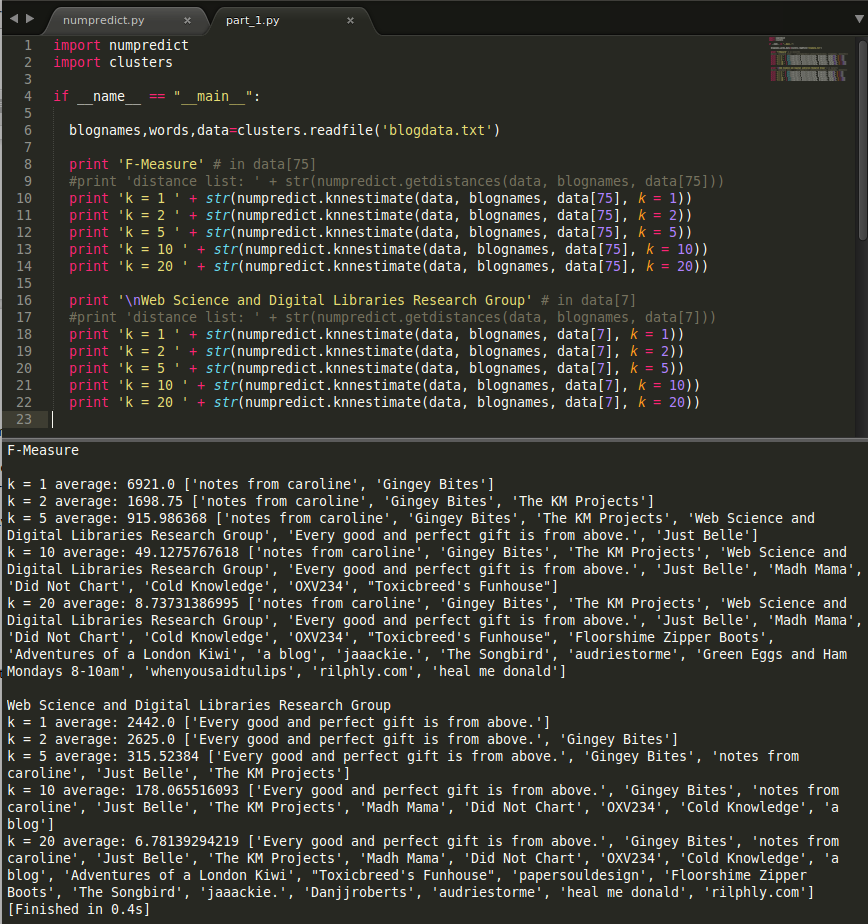 numpredict.py × part_1.py ×
1 import numpredict
2 import clusters
3
4 if __name__ == "__main__":
5
6 blognames,words,data=clusters.readfile('blogdata.txt')
7
8 print 'F-Measure' # in data[75]
9 #print 'distance list: ' + str(numpredict.getdistances(data, blognames, data[75]))
10 print 'k = 1 ' + str(numpredict.knnestimate(data, blognames, data[75], k = 1))
11 print 'k = 2 ' + str(numpredict.knnestimate(data, blognames, data[75], k = 2))
12 print 'k = 5 ' + str(numpredict.knnestimate(data, blognames, data[75], k = 5))
13 print 'k = 10 ' + str(numpredict.knnestimate(data, blognames, data[75], k = 10))
14 print 'k = 20 ' + str(numpredict.knnestimate(data, blognames, data[75], k = 20))
15
16 print '\nWeb Science and Digital Libraries Research Group' # in data[7]
17 #print 'distance list: ' + str(numpredict.getdistances(data, blognames, data[7]))
18 print 'k = 1 ' + str(numpredict.knnestimate(data, blognames, data[7], k = 1))
19 print 'k = 2 ' + str(numpredict.knnestimate(data, blognames, data[7], k = 2))
20 print 'k = 5 ' + str(numpredict.knnestimate(data, blognames, data[7], k = 5))
21 print 'k = 10 ' + str(numpredict.knnestimate(data, blognames, data[7], k = 10))
22 print 'k = 20 ' + str(numpredict.knnestimate(data, blognames, data[7], k = 20))
23
F-Measure
k = 1 average: 6921.0 ['notes from caroline', 'Gingey Bites']
k = 2 average: 1698.75 ['notes from caroline', 'Gingey Bites', 'The KM Projects']
k = 5 average: 915.986368 ['notes from caroline', 'Gingey Bites', 'The KM Projects', 'Web Science and
Digital Libraries Research Group', 'Every good and perfect gift is from above.', 'Just Belle']
k = 10 average: 49.1275767618 ['notes from caroline', 'Gingey Bites', 'The KM Projects', 'Web Science and
Digital Libraries Research Group', 'Every good and perfect gift is from above.', 'Just Belle', 'Madh Mama',
'Did Not Chart', 'Cold Knowledge', 'OXV234', "Toxicbreed's Funhouse"]
k = 20 average: 8.73731386995 ['notes from caroline', 'Gingey Bites', 'The KM Projects', 'Web Science and
Digital Libraries Research Group', 'Every good and perfect gift is from above.', 'Just Belle', 'Madh Mama',
'Did Not Chart', 'Cold Knowledge', 'OXV234', "Toxicbreed's Funhouse", 'Floorshime Zipper Boots',
'Adventures of a London Kiwi', 'a blog', 'jaaackie.', 'The Songbird', 'audriestorme', 'Green Eggs and Ham
Mondays 8-10am', 'whenyousaidtulips', 'rilphly.com', 'heal me donald']
Web Science and Digital Libraries Research Group
k = 1 average: 2442.0 ['Every good and perfect gift is from above.']
k = 2 average: 2625.0 ['Every good and perfect gift is from above.', 'Gingey Bites']
k = 5 average: 315.52384 ['Every good and perfect gift is from above.', 'Gingey Bites', 'notes from
caroline', 'Just Belle', 'The KM Projects']
k = 10 average: 178.065516093 ['Every good and perfect gift is from above.', 'Gingey Bites', 'notes from
caroline', 'Just Belle', 'The KM Projects', 'Madh Mama', 'Did Not Chart', 'OXV234', 'Cold Knowledge', 'a
blog']
k = 20 average: 6.78139294219 ['Every good and perfect gift is from above.', 'Gingey Bites', 'notes from
caroline', 'Just Belle', 'The KM Projects', 'Madh Mama', 'Did Not Chart', 'OXV234', 'Cold Knowledge', 'a
blog', 'Adventures of a London Kiwi', "Toxicbreed's Funhouse", 'papersouldesign', 'Floorshime Zipper
Boots', 'The Songbird', 'jaaackie.', 'Danjjroberts', 'audriestorme', 'heal me donald', 'rilphly.com']
[Finished in 0.4s]